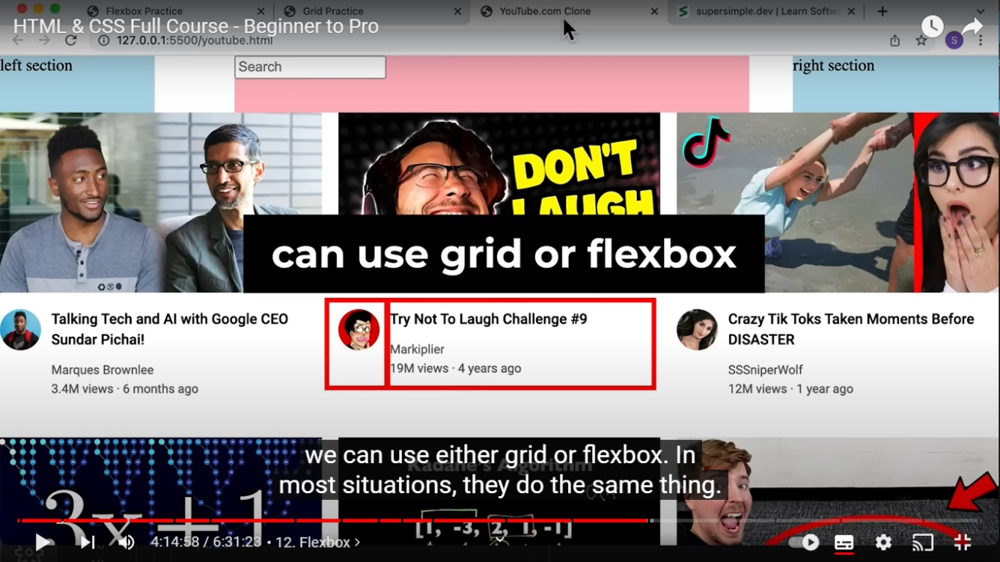 Flexbox Practice
Grid Practice
YouTube.com Clone
supersimple.dev | Learn Softw
HTML & CSS Full Course - Beginner to Pro
127.0.0.1:5500/youtube.html
S
left section
Search
right section
DON'T
LAUGH
can use grid or flexbox
Talking Tech and AI with Google CEO
Sundar Pichai!
Marques Brownlee
3.4M views · 6 months ago
Try Not To Laugh Challenge #9
Markiplier
19M views · 4 years ago
Crazy Tik Toks Taken Moments Before
DISASTER
SSSniperWolf
12M views · 1 year ago
we can use either grid or flexbox. In
most situations, they do the same thing.
Kadane's Algorithm
3x + 1
[1, -3, 2, 1, -1]
4:14:58 / 6:31:23 • 12. Flexbox >